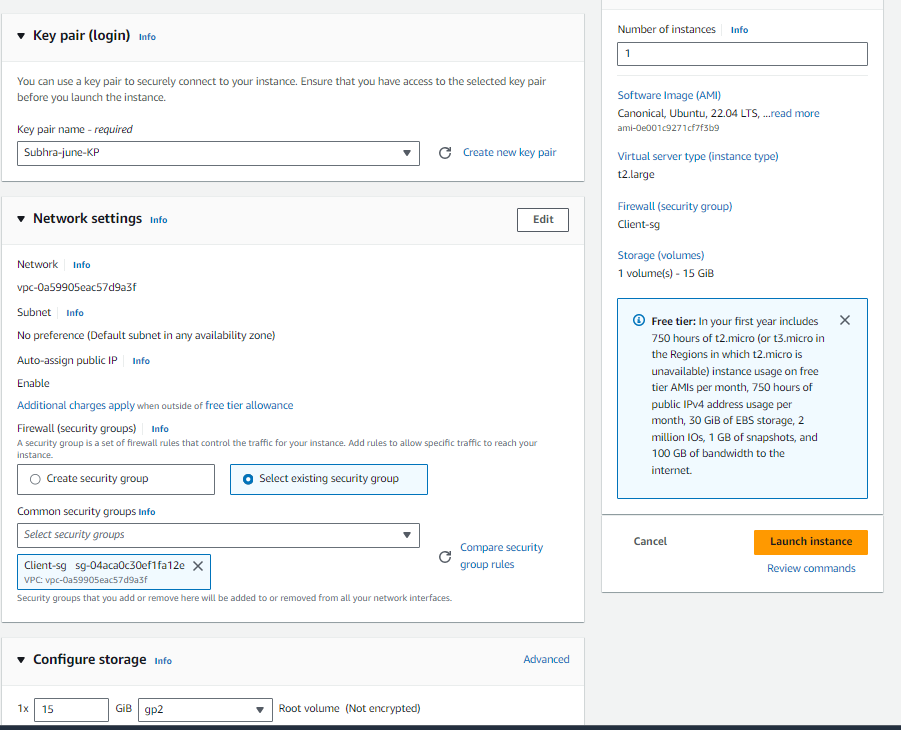 Key pair (login) Info
You can use a key pair to securely connect to your instance. Ensure that you have access to the selected key pair
before you launch the instance.
Key pair name - required
Subhra-june-KP
Create new key pair
Network settings Info
Edit
Network Info
vpc-0a59905eac57d9a3f
Subnet Info
No preference (Default subnet in any availability zone)
Auto-assign public IP Info
Enable
Additional charges apply when outside of free tier allowance
Firewall (security groups) Info
A security group is a set of firewall rules that control the traffic for your instance. Add rules to allow specific traffic to reach your
instance.
Create security group
Select existing security group
Common security groups Info
Select security groups
Client-sg sg-04aca0c30ef1fa12e
VPC: vpc-0a59905eac57d9a3f
Compare security
group rules
Security groups that you add or remove here will be added to or removed from all your network interfaces.
Configure storage Info
Advanced
1x 15 GiB gp2 Root volume (Not encrypted)
Number of instances Info
1
Software Image (AMI)
Canonical, Ubuntu, 22.04 LTS, ...read more
ami-0e001c9271cf7f3b9
Virtual server type (instance type)
t2.large
Firewall (security group)
Client-sg
Storage (volumes)
1 volume(s) - 15 GiB
Free tier: In your first year includes
750 hours of t2.micro (or t3.micro in
the Regions in which t2.micro is
unavailable) instance usage on free
tier AMIs per month, 750 hours of
public IPv4 address usage per
month, 30 GiB of EBS storage, 2
million IOs, 1 GB of snapshots, and
100 GB of bandwidth to the
internet.
Cancel
Launch instance
Review commands